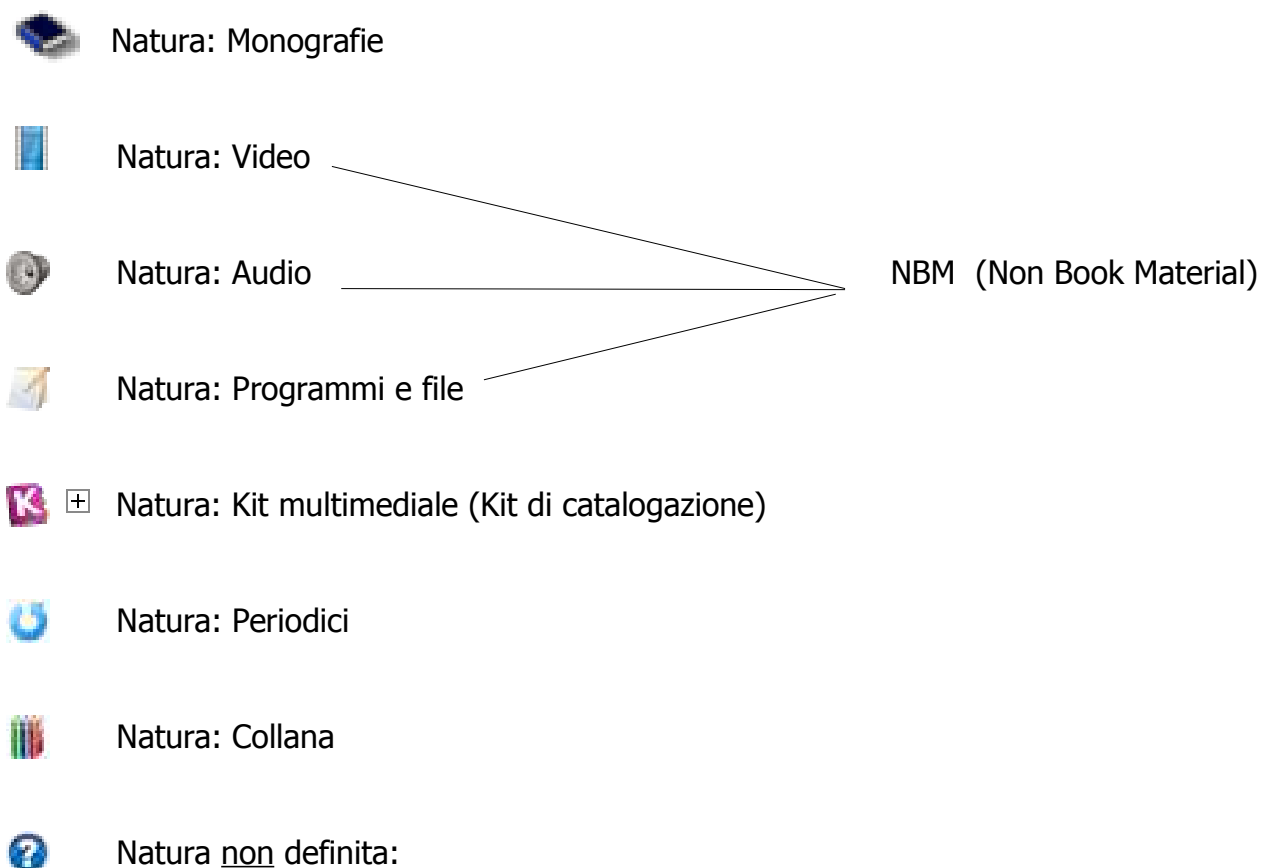 Natura: Monografie
Natura: Video
Natura: Audio
NBM (Non Book Material)
Natura: Programmi e file
K
Natura: Kit multimediale (Kit di catalogazione)
Natura: Periodici
Natura: Collana
?
Natura non definita: